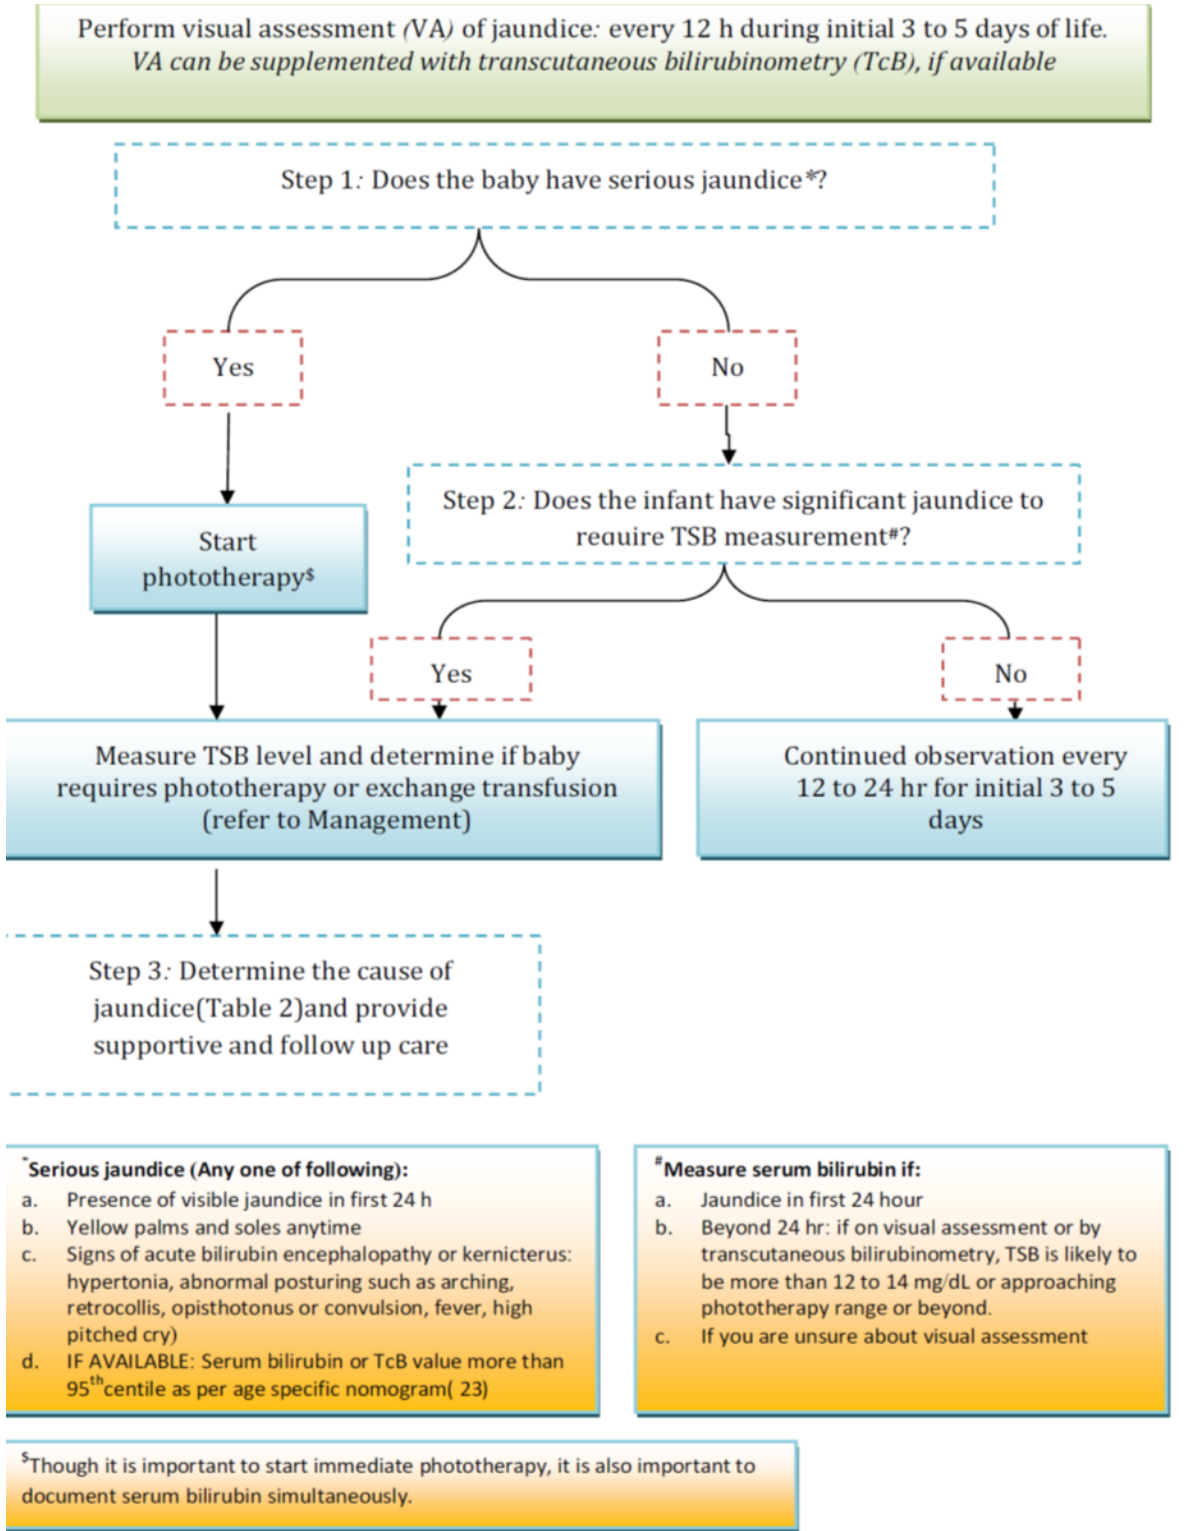 Perform visual assessment (VA) of jaundice: every 12 h during initial 3 to 5 days of life.
VA can be supplemented with transcutaneous bilirubinometry (TcB), if available
Step 1: Does the baby have serious jaundice*?
Yes
No
Start
phototherapy$
Step 2: Does the infant have significant jaundice to
require TSB measurement#?
Yes
No
Measure TSB level and determine if baby
requires phototherapy or exchange transfusion
(refer to Management)
Continued observation every
12 to 24 hr for initial 3 to 5
days
Step 3: Determine the cause of
jaundice(Table 2)and provide
supportive and follow up care
*Serious jaundice (Any one of following):
a. Presence of visible jaundice in first 24 h
b. Yellow palms and soles anytime
c. Signs of acute bilirubin encephalopathy or kernicterus:
hypertonia, abnormal posturing such as arching,
retrocollis, opisthotonus or convulsion, fever, high
pitched cry)
d. IF AVAILABLE: Serum bilirubin or TcB value more than
95th centile as per age specific nomogram( 23)
#Measure serum bilirubin if:
a. Jaundice in first 24 hour
b. Beyond 24 hr: if on visual assessment or by
transcutaneous bilirubinometry, TSB is likely to
be more than 12 to 14 mg/dL or approaching
phototherapy range or beyond.
c. If you are unsure about visual assessment
$Though it is important to start immediate phototherapy, it is also important to
document serum bilirubin simultaneously.